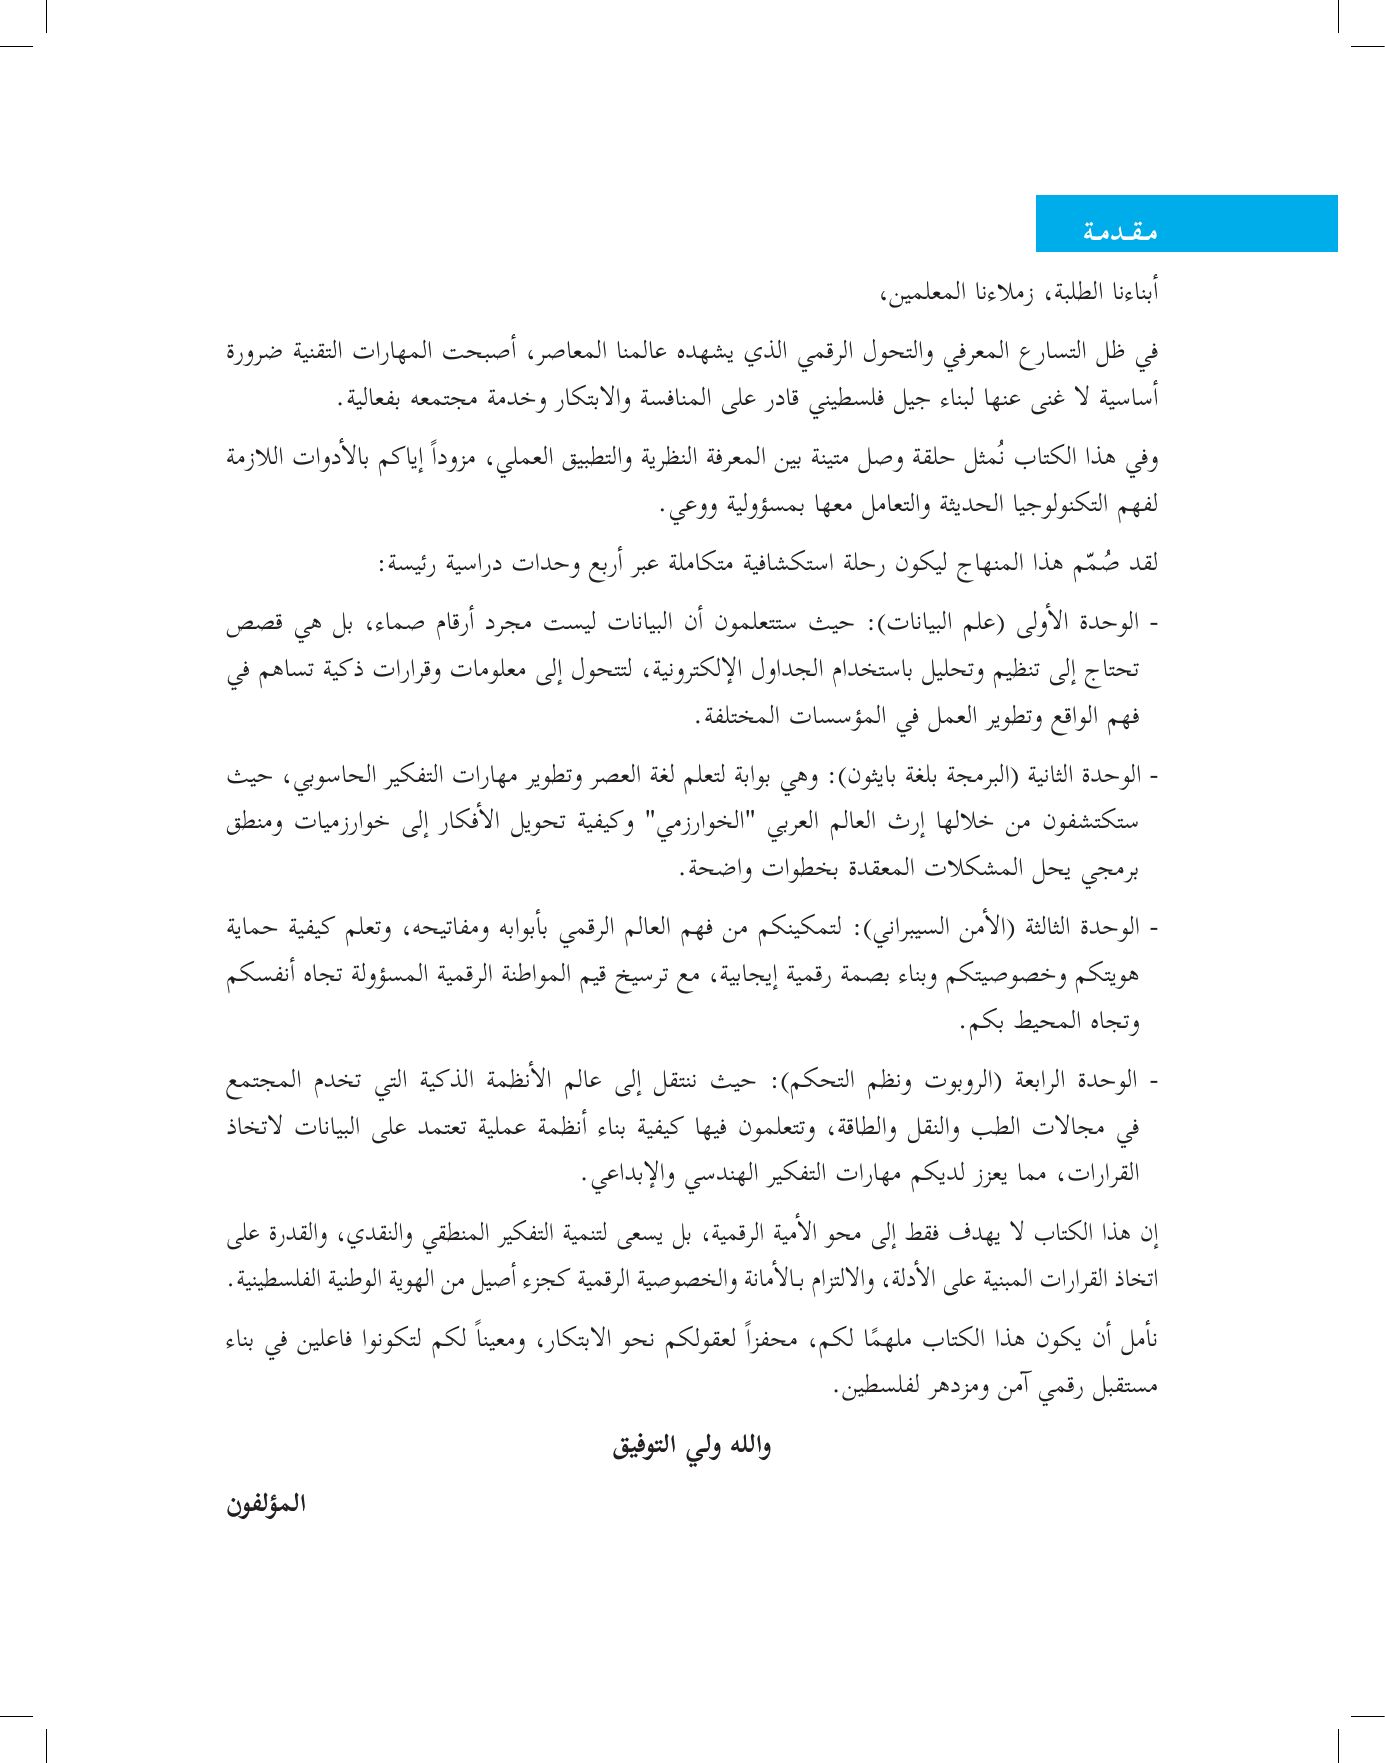 مقدمة
أبناءنا الطلبة، زملاءنا المعلمين،
في ظل التسارع المعرفي والتحول الرقمي الذي يشهده عالمنا المعاصر، أصبحت المهارات التقنية ضرورة
أساسية لا غنى عنها لبناء جيل فلسطيني قادر على المنافسة والابتكار وخدمة مجتمعه بفعالية.
وفي هذا الكتاب نُمثل حلقة وصل متينة بين المعرفة النظرية والتطبيق العملي، مزوداً إياكم بالأدوات اللازمة
لفهم التكنولوجيا الحديثة والتعامل معها بمسؤولية ووعي.
لقد صُمّم هذا المنهاج ليكون رحلة استكشافية متكاملة عبر أربع وحدات دراسية رئيسة:
- الوحدة الأولى (علم البيانات): حيث ستتعلمون أن البيانات ليست مجرد أرقام صماء، بل هي قصص
تحتاج إلى تنظيم وتحليل باستخدام الجداول الإلكترونية، لتتحول إلى معلومات وقرارات ذكية تساهم في
فهم الواقع وتطوير العمل في المؤسسات المختلفة.
- الوحدة الثانية (البرمجة بلغة بايثون): وهي بوابة لتعلم لغة العصر وتطوير مهارات التفكير الحاسوبي، حيث
ستكتشفون من خلالها إرث العالم العربي "الخوارزمي" وكيفية تحويل الأفكار إلى خوارزميات ومنطق
برمجي يحل المشكلات المعقدة بخطوات واضحة.
- الوحدة الثالثة (الأمن السيبراني): لتمكينكم من فهم العالم الرقمي بأبوابه ومفاتيحه، وتعلم كيفية حماية
هويتكم وخصوصيتكم وبناء بصمة رقمية إيجابية، مع ترسيخ قيم المواطنة الرقمية المسؤولة تجاه أنفسكم
وتجاه المحيط بكم.
- الوحدة الرابعة (الروبوت ونظم التحكم): حيث ننتقل إلى عالم الأنظمة الذكية التي تخدم المجتمع
في مجالات الطب والنقل والطاقة، وتتعلمون فيها كيفية بناء أنظمة عملية تعتمد على البيانات لاتخاذ
القرارات، مما يعزز لديكم مهارات التفكير الهندسي والإبداعي.
إن هذا الكتاب لا يهدف فقط إلى محو الأمية الرقمية، بل يسعى لتنمية التفكير المنطقي والنقدي، والقدرة على
اتخاذ القرارات المبنية على الأدلة، والالتزام بالأمانة والخصوصية الرقمية كجزء أصيل من الهوية الوطنية الفلسطينية.
نأمل أن يكون هذا الكتاب ملهمًا لكم، محفزاً لعقولكم نحو الابتكار، ومعيناً لكم لتكونوا فاعلين في بناء
مستقبل رقمي آمن ومزدهر لفلسطين.
والله ولي التوفيق
المؤلفون